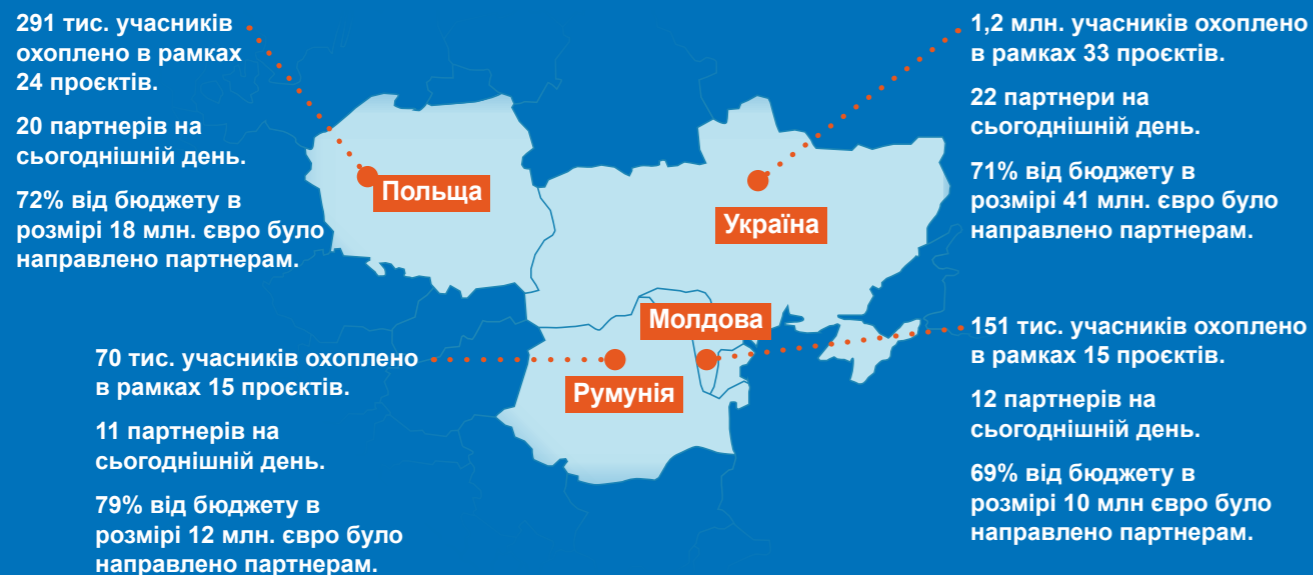 291 тис. учасників
охоплено в рамках
24 проєктів.
20 партнерів на
сьогоднішній день.
72% від бюджету в
розмірі 18 млн. євро було
направлено партнерам.
Польща
1,2 млн. учасників охоплено
в рамках 33 проєктів.
22 партнери на
сьогоднішній день.
71% від бюджету в
розмірі 41 млн. євро було
направлено партнерам.
Україна
70 тис. учасників охоплено
в рамках 15 проєктів.
11 партнерів на
сьогоднішній день.
79% від бюджету в
розмірі 12 млн. євро було
направлено партнерам.
Румунія
Молдова
151 тис. учасників охоплено
в рамках 15 проєктів.
12 партнерів на
сьогоднішній день.
69% від бюджету в
розмірі 10 млн євро було
направлено партнерам.